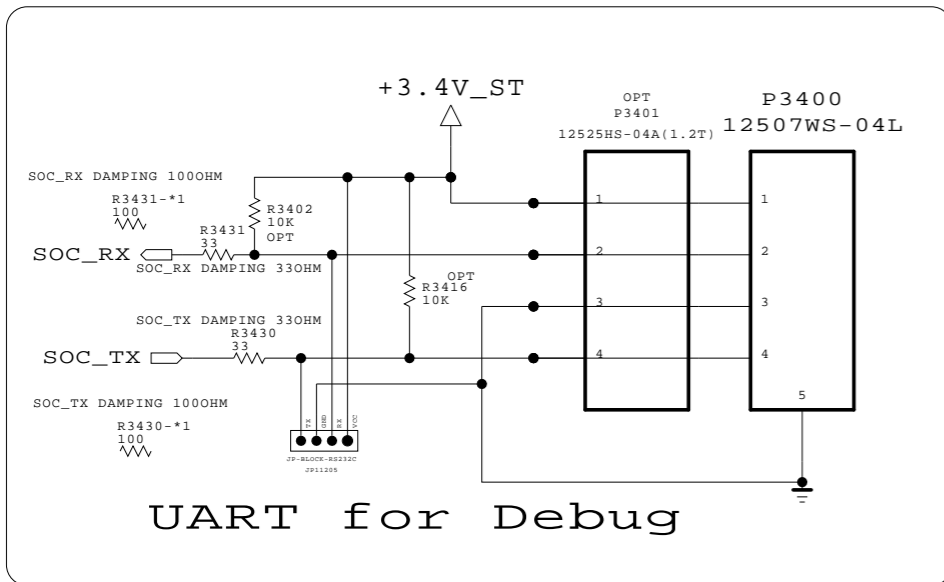 +3.4V_ST
OPT
P3401
12525HS-04A(1.2T)
P3400
12507WS-04L
SOC_RX DAMPING 100OHM
R3431-*1
100
R3402
10K
OPT
R3431
33
SOC_RX
SOC_RX DAMPING 33OHM
OPT
R3416
10K
SOC_TX DAMPING 33OHM
R3430
33
SOC_TX
SOC_TX DAMPING 100OHM
R3430-*1
100
1
2
3
4
1
2
3
4
5
TX
GND
RX
VCC
JP-BLOCK-RS232C
JP11205
UART for Debug